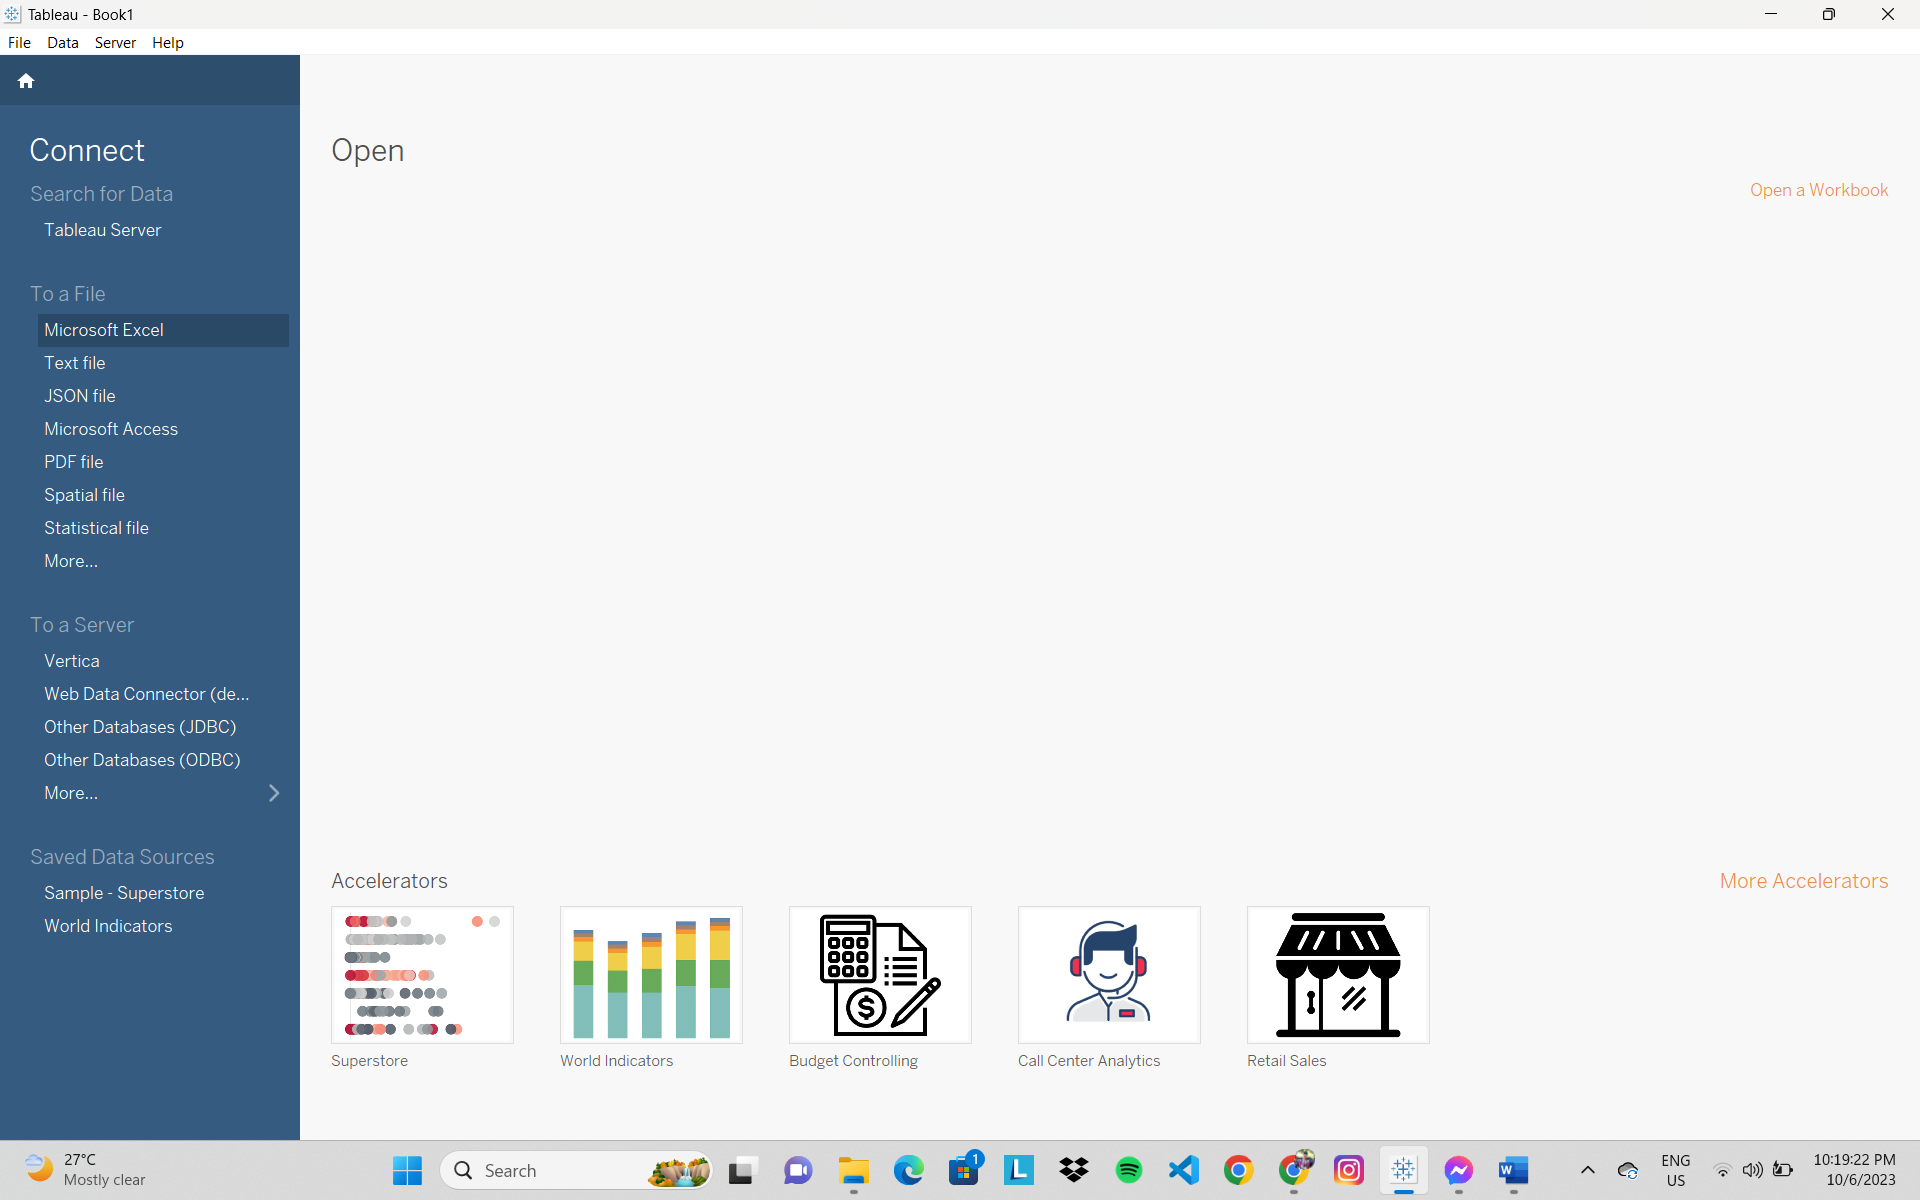 Tableau - Book1
File Data Server Help
Connect
Search for Data
Tableau Server
To a File
Microsoft Excel
Text file
JSON file
Microsoft Access
PDF file
Spatial file
Statistical file
More...
To a Server
Vertica
Web Data Connector (de...
Other Databases (JDBC)
Other Databases (ODBC)
More...
Saved Data Sources
Sample - Superstore
World Indicators
Open
Open a Workbook
Accelerators
More Accelerators
Superstore
World Indicators
Budget Controlling
Call Center Analytics
Retail Sales
27°C
Mostly clear
Search
1
L
W
ENG
US
10:19:22 PM
10/6/2023